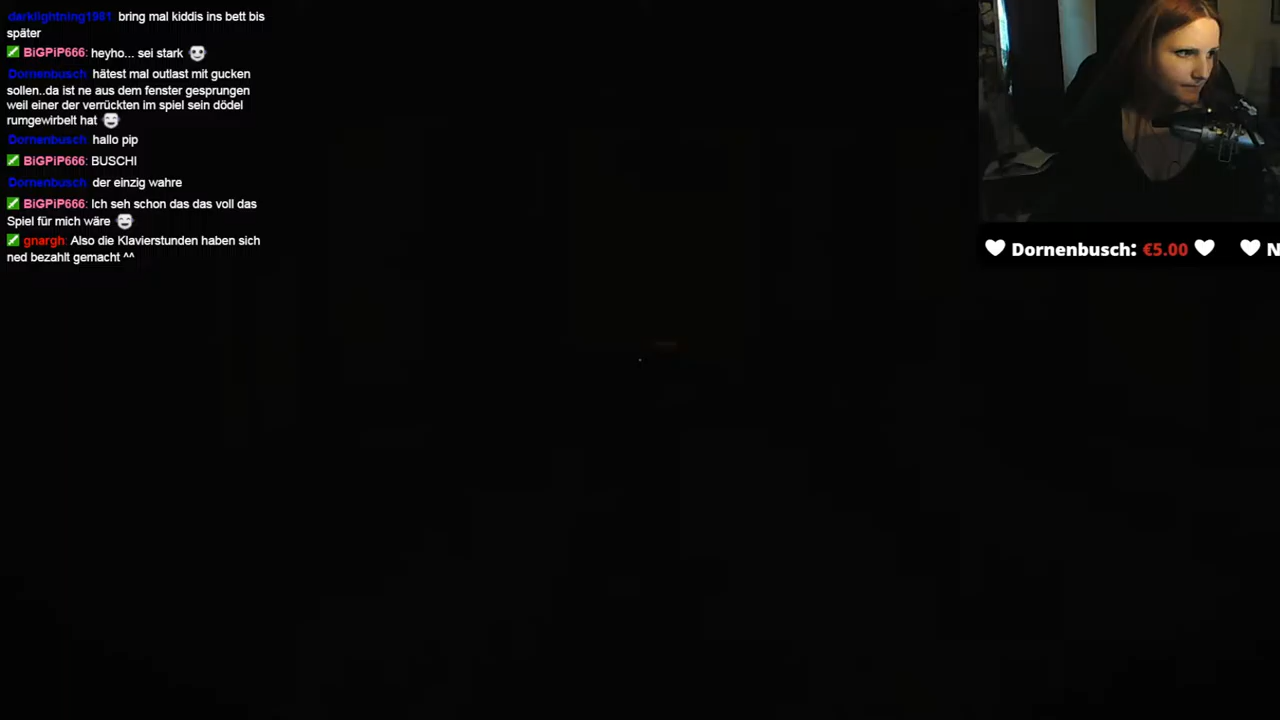 darklightning1981 bring mal kiddis ins bett bis
später
BiGPiP666: heyho... sei stark
Dornenbusch hätest mal outlast mit gucken
sollen..da ist ne aus dem fenster gesprungen
weil einer der verrückten im spiel sein dödel
rumgewirbelt hat
Dornenbusch hallo pip
BiGPiP666: BUSCHI
Dornenbusch der einzig wahre
BiGPiP666: Ich seh schon das das voll das
Spiel für mich wäre
gnargh: Also die Klavierstunden haben sich
ned bezahlt gemacht ^^
Dornenbusch: €5.00 N